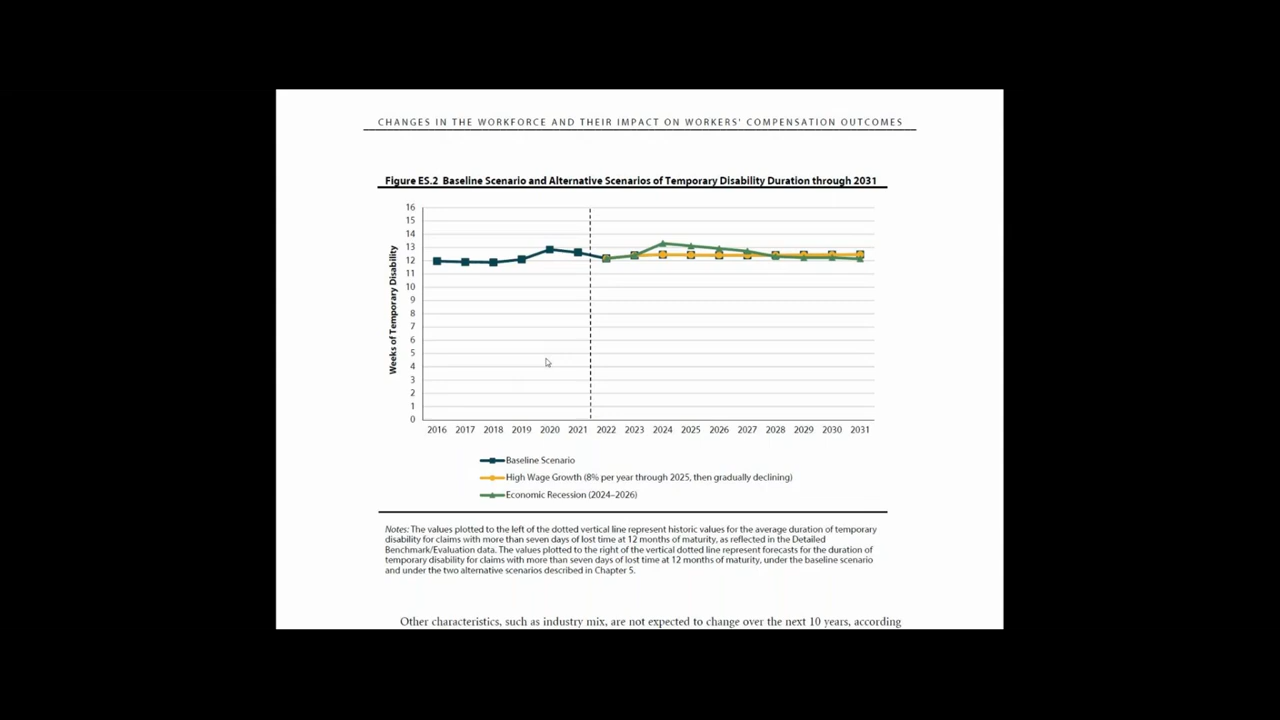 CHANGES IN THE WORKFORCE AND THEIR IMPACT ON WORKERS' COMPENSATION OUTCOMES
Figure ES.2 Baseline Scenario and Alternative Scenarios of Temporary Disability Duration through 2031
16
15
14
13
12
11
10
9
8
7
6
5
4
3
2
1
0
Weeks of Temporary Disability
2016 2017 2018 2019 2020 2021 2022 2023 2024 2025 2026 2027 2028 2029 2030 2031
Baseline Scenario
High Wage Growth (8% per year through 2025, then gradually declining)
Economic Recession (2024–2026)
Notes: The values plotted to the left of the dotted vertical line represent historic values for the average duration of temporary
disability for claims with more than seven days of lost time at 12 months of maturity, as reflected in the Detailed
Benchmark/Evaluation data. The values plotted to the right of the vertical dotted line represent forecasts for the duration of
temporary disability for claims with more than seven days of lost time at 12 months of maturity, under the baseline scenario
and under the two alternative scenarios described in Chapter 5.
Other characteristics, such as industry mix, are not expected to change over the next 10 years, according